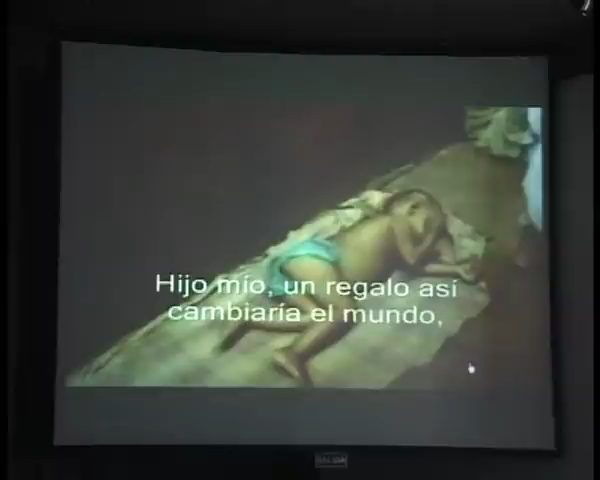 Hijo mío, un regalo así
cambiaría el mundo,